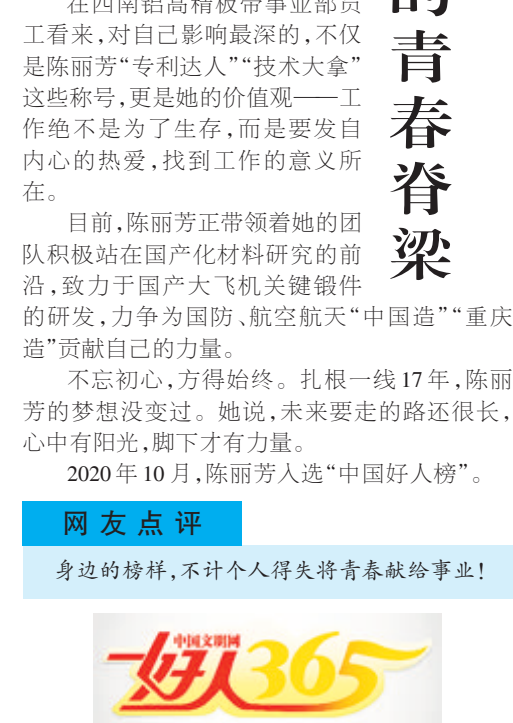 的青春脊梁
在西南铝高精板带事业部员
工看来,对自己影响最深的,不仅
是陈丽芳“专利达人”“技术大拿”
这些称号,更是她的价值观——工
作绝不是为了生存,而是要发自
内心的热爱,找到工作的意义所
在。
目前,陈丽芳正带领着她的团
队积极站在国产化材料研究的前
沿,致力于国产大飞机关键锻件
的研发,力争为国防、航空航天“中国造”“重庆
造”贡献自己的力量。
不忘初心,方得始终。扎根一线17年,陈丽
芳的梦想没变过。她说,未来要走的路还很长,
心中有阳光,脚下才有力量。
2020年10月,陈丽芳入选“中国好人榜”。
网友点评
身边的榜样,不计个人得失将青春献给事业!
中国文明网
好人365